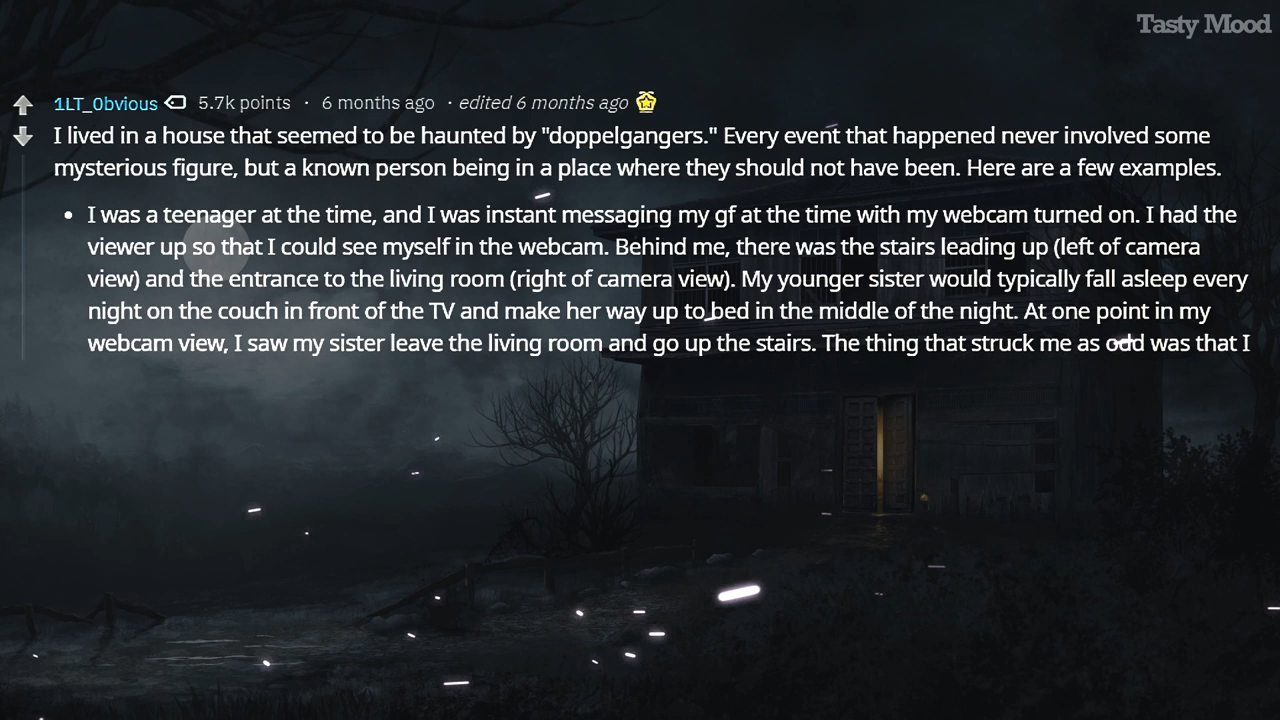 Tasty Mood
1LT_0bvious 5.7k points · 6 months ago · edited 6 months ago
I lived in a house that seemed to be haunted by "doppelgangers." Every event that happened never involved some
mysterious figure, but a known person being in a place where they should not have been. Here are a few examples.
• I was a teenager at the time, and I was instant messaging my gf at the time with my webcam turned on. I had the
viewer up so that I could see myself in the webcam. Behind me, there was the stairs leading up (left of camera
view) and the entrance to the living room (right of camera view). My younger sister would typically fall asleep every
night on the couch in front of the TV and make her way up to bed in the middle of the night. At one point in my
webcam view, I saw my sister leave the living room and go up the stairs. The thing that struck me as odd was that I